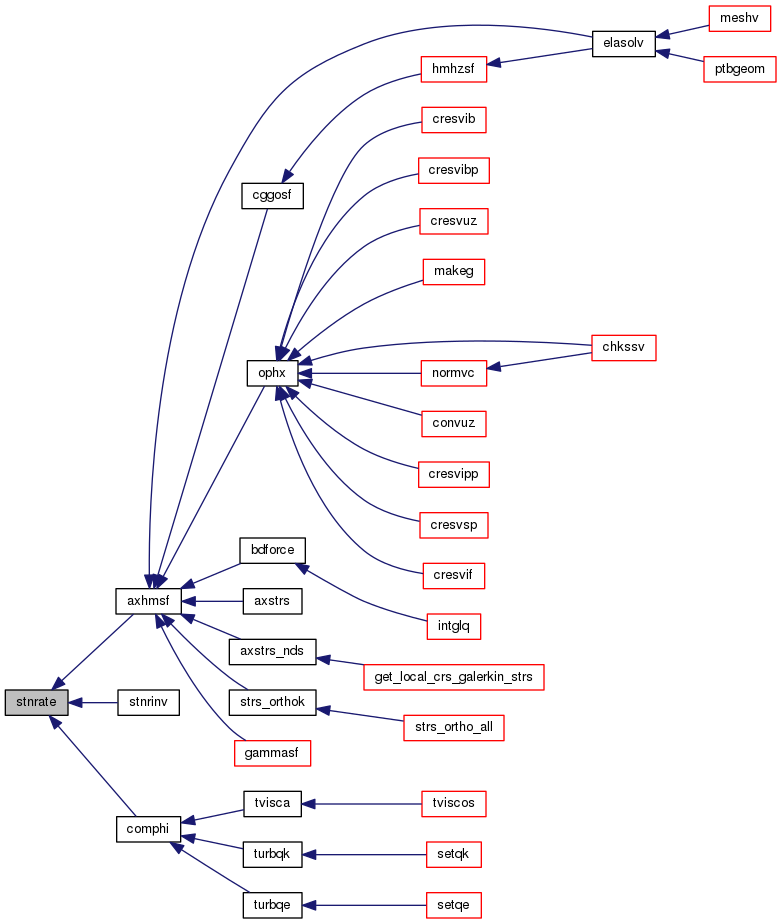 meshv
elasolv
hmhzsf
ptbgeom
cresvib
cresvibp
cggosf
cresvuz
makeg
chkssv
ophx
normvc
convuz
cresvipp
cresvsp
bdforce
cresvif
axhmsf
axstrs
intglq
axstrs_nds
get_local_crs_galerkin_strs
stnrate
stnrinv
strs_orthok
strs_ortho_all
gammasf
tvisca
tviscos
comphi
turbqk
setqk
turbqe
setqe